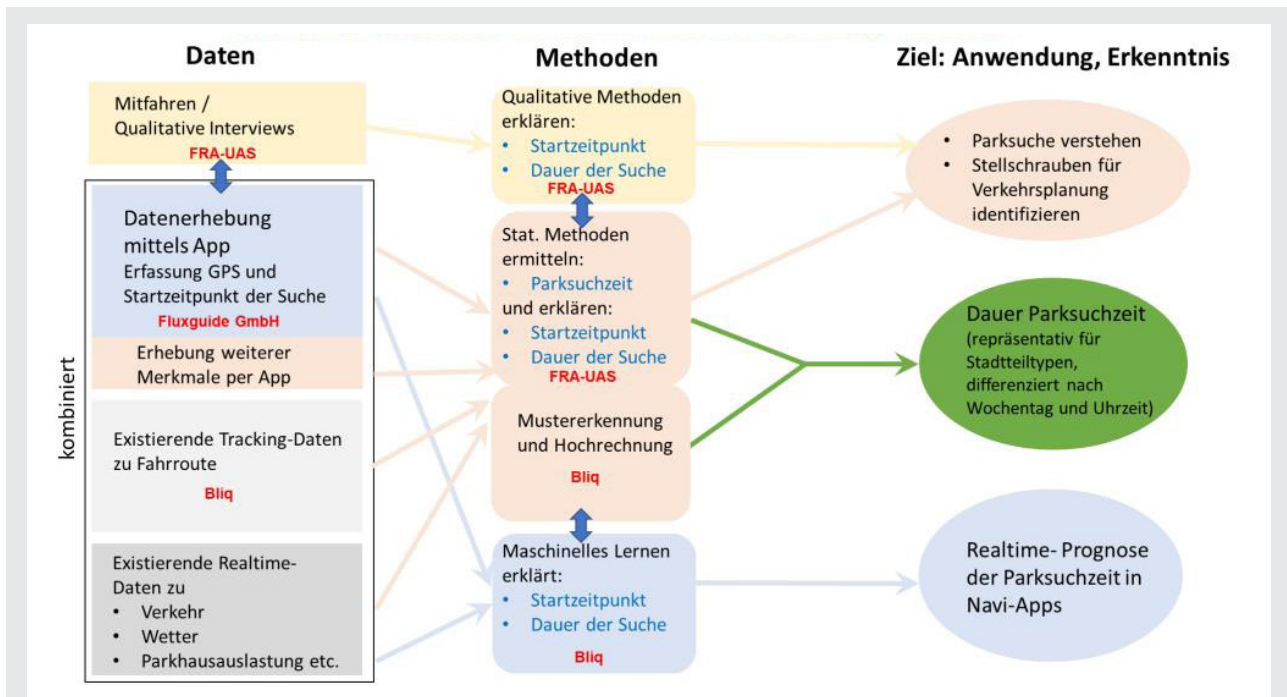 Daten
Mitfahren /
Qualitative Interviews
FRA-UAS
Datenerhebung
mittels App
Erfassung GPS und
Startzeitpunkt der Suche
Fluxguide GmbH
Erhebung weiterer
Merkmale per App
Existierende Tracking-Daten
zu Fahrroute
Bliq
Existierende Realtime-
Daten zu
• Verkehr
• Wetter
• Parkhausauslastung etc.
kombiniert
Methoden
Qualitative Methoden
erklären:
• Startzeitpunkt
• Dauer der Suche
FRA-UAS
Stat. Methoden
ermitteln:
• Parksuchzeit
und erklären:
• Startzeitpunkt
• Dauer der Suche
FRA-UAS
Mustererkennung
und Hochrechnung
Bliq
Maschinelles Lernen
erklärt:
• Startzeitpunkt
• Dauer der Suche
Bliq
Ziel: Anwendung, Erkenntnis
• Parksuche verstehen
• Stellschrauben für
Verkehrsplanung
identifizieren
Dauer Parksuchzeit
(repräsentativ für
Stadtteiltypen,
differenziert nach
Wochentag und Uhrzeit)
Realtime- Prognose
der Parksuchzeit in
Navi-Apps